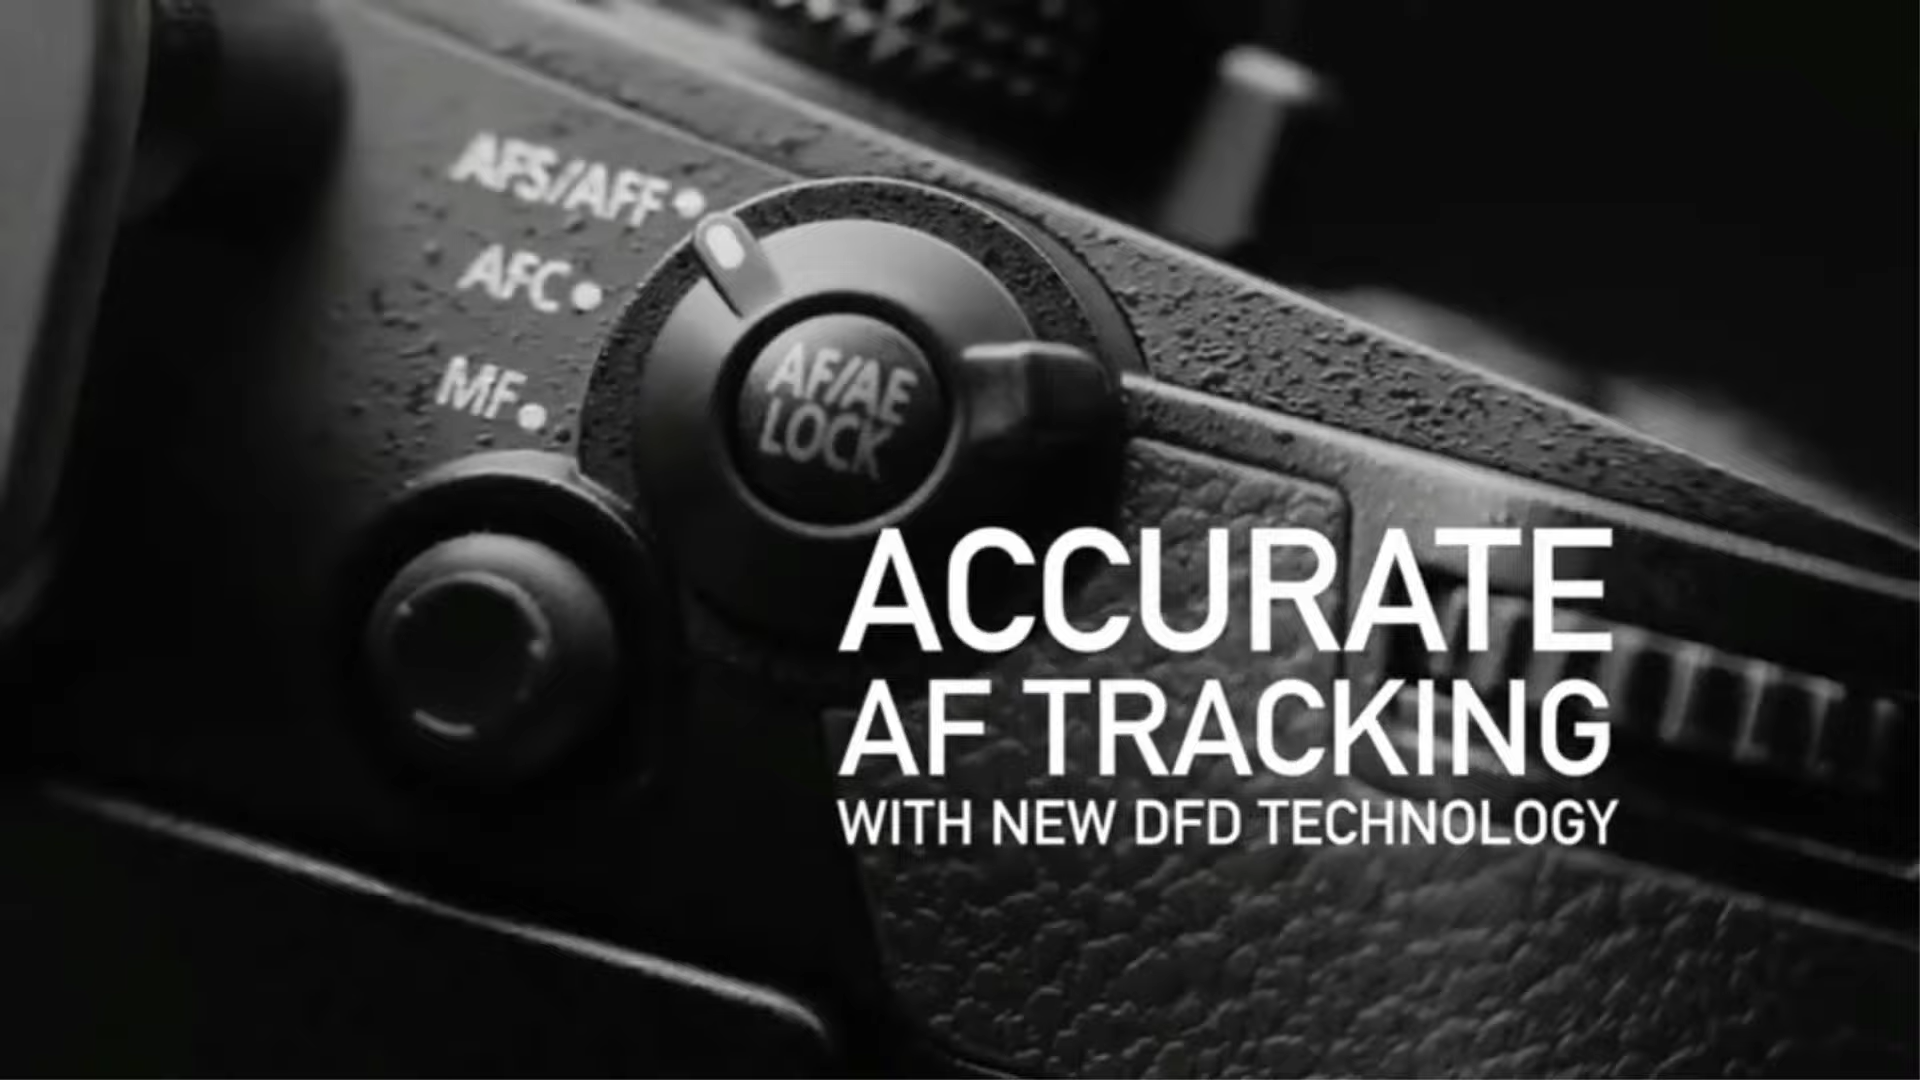 AFS/AFF
AFC
MF
AF/AE
LOCK
ACCURATE
AF TRACKING
WITH NEW DFD TECHNOLOGY